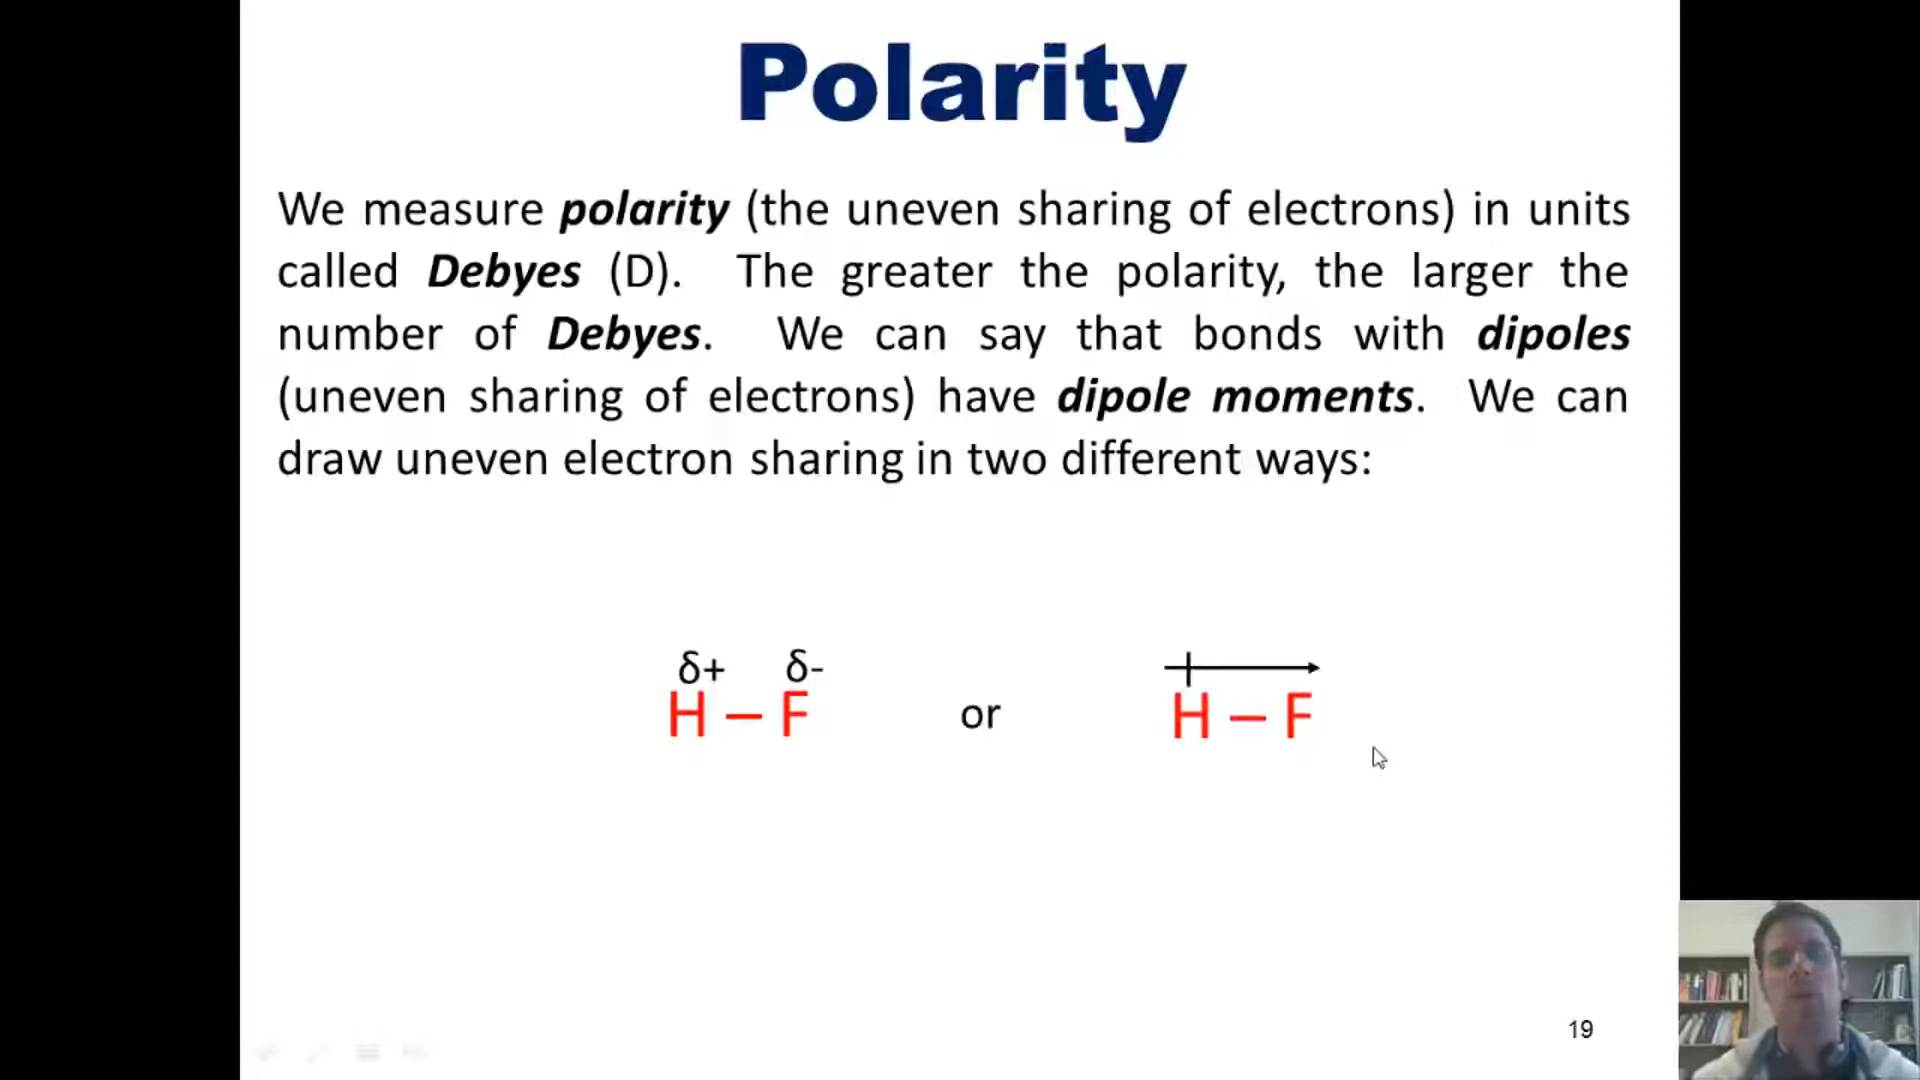 Polarity
We measure polarity (the uneven sharing of electrons) in units
called Debyes (D). The greater the polarity, the larger the
number of Debyes. We can say that bonds with dipoles
(uneven sharing of electrons) have dipole moments. We can
draw uneven electron sharing in two different ways:
δ+ δ-
H – F or H – F
19